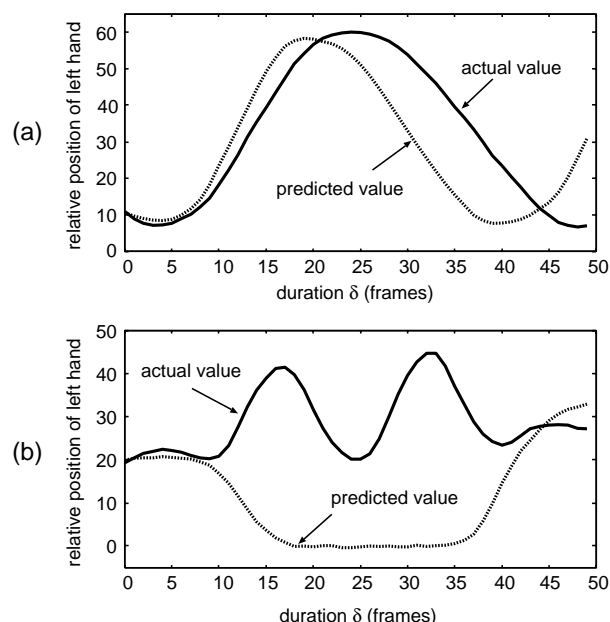 (a)
relative position of left hand
60
50
40
30
20
10
0
actual value
predicted value
0 5 10 15 20 25 30 35 40 45 50
duration δ (frames)
(b)
relative position of left hand
50
40
30
20
10
0
actual value
predicted value
0 5 10 15 20 25 30 35 40 45 50
duration δ (frames)